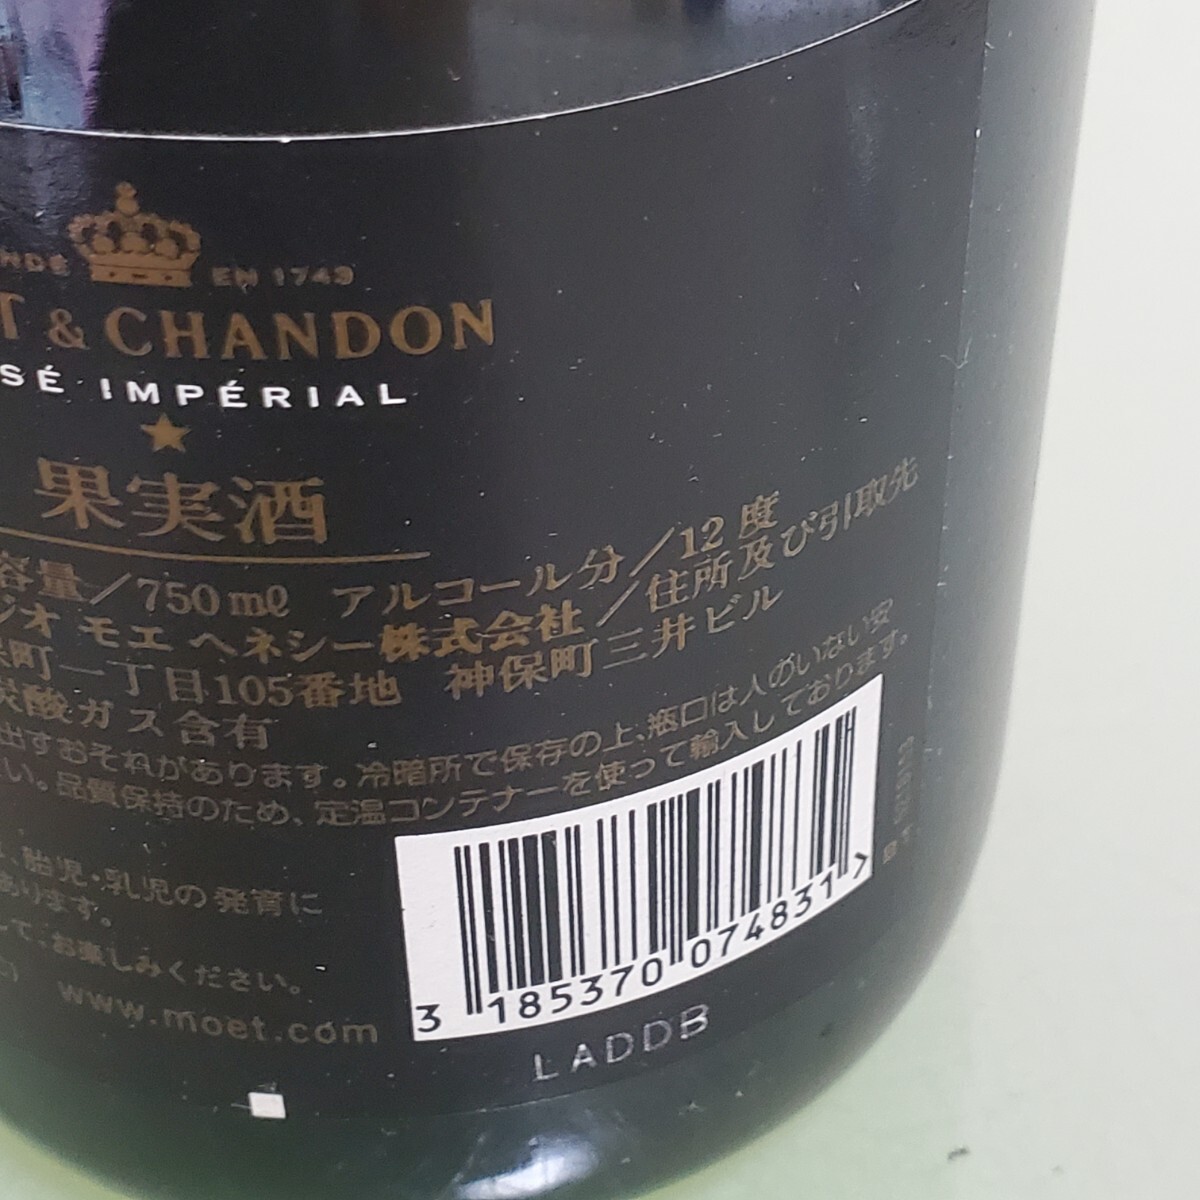 EN 1743
T & CHANDON
SÉ IMPÉRIAL
果実酒
容量/750mℓ アルコール分/12度
ジオ モエ ヘネシー株式会社/住所及び引取先
町一丁目105番地 神保町三井ビル
炭酸ガス含有
出すおそれがあります。冷暗所で保存の上、瓶口は人のいない安
い。品質保持のため、定温コンテナーを使って輸入しております。
胎児・乳児の発育に
あります。
して、お楽しみください。
www.moet.com
3 185370 074831 >
LADDB